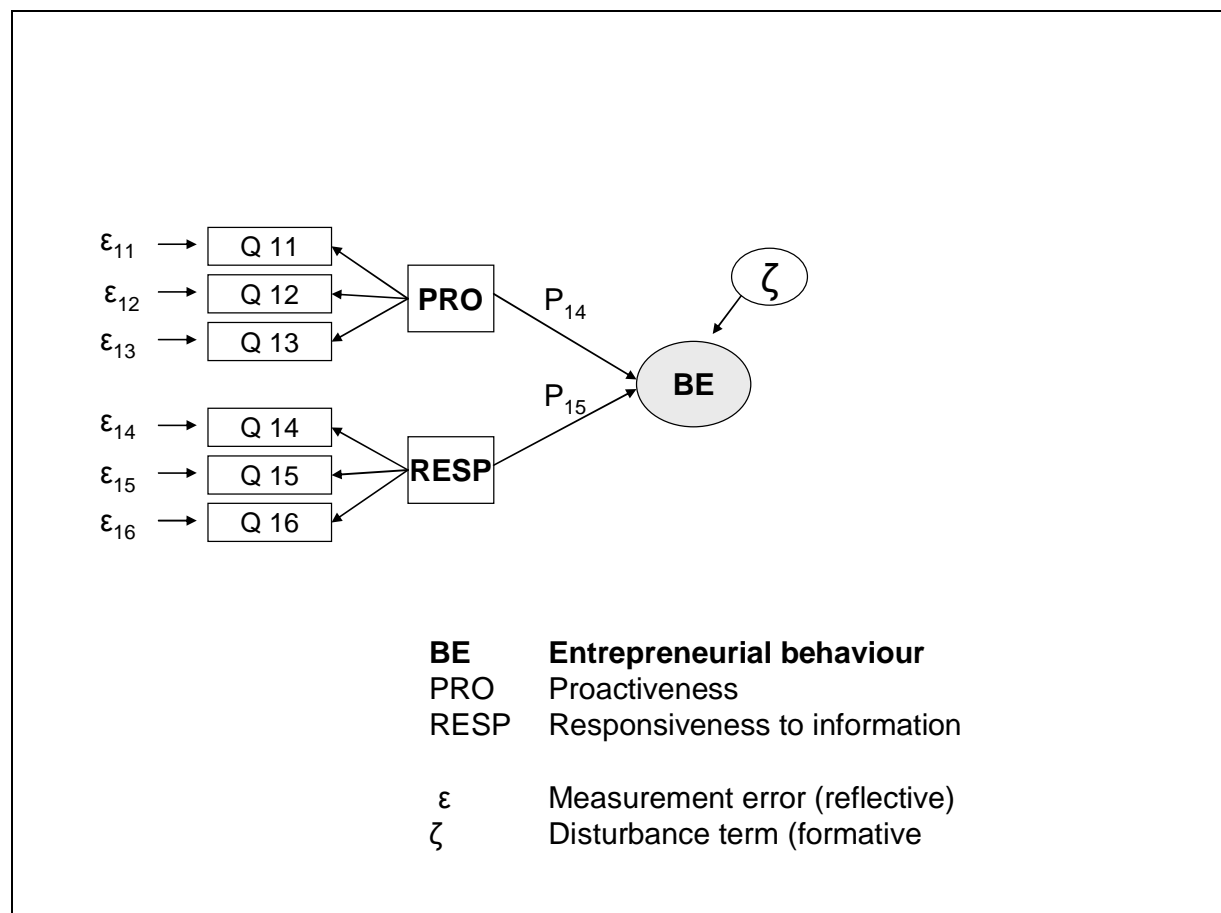 ε11 Q 11
ε12 Q 12
ε13 Q 13
PRO
P14
ζ
BE
P15
ε14 Q 14
ε15 Q 15
ε16 Q 16
RESP
BE Entrepreneurial behaviour
PRO Proactiveness
RESP Responsiveness to information
ε Measurement error (reflective)
ζ Disturbance term (formative